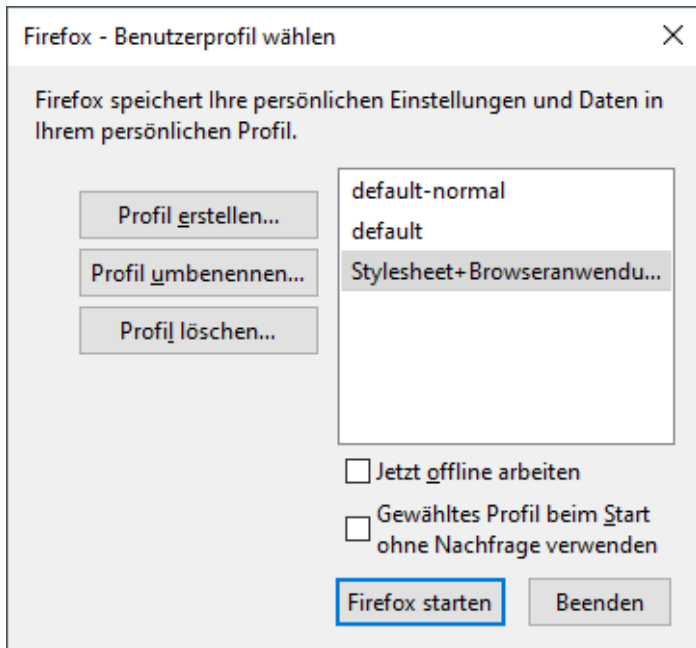 Firefox - Benutzerprofil wählen
Firefox speichert Ihre persönlichen Einstellungen und Daten in
Ihrem persönlichen Profil.
Profil erstellen...
Profil umbenennen...
Profil löschen...
default-normal
default
Stylesheet+Browseranwendu...
Jetzt offline arbeiten
Gewähltes Profil beim Start
ohne Nachfrage verwenden
Firefox starten
Beenden